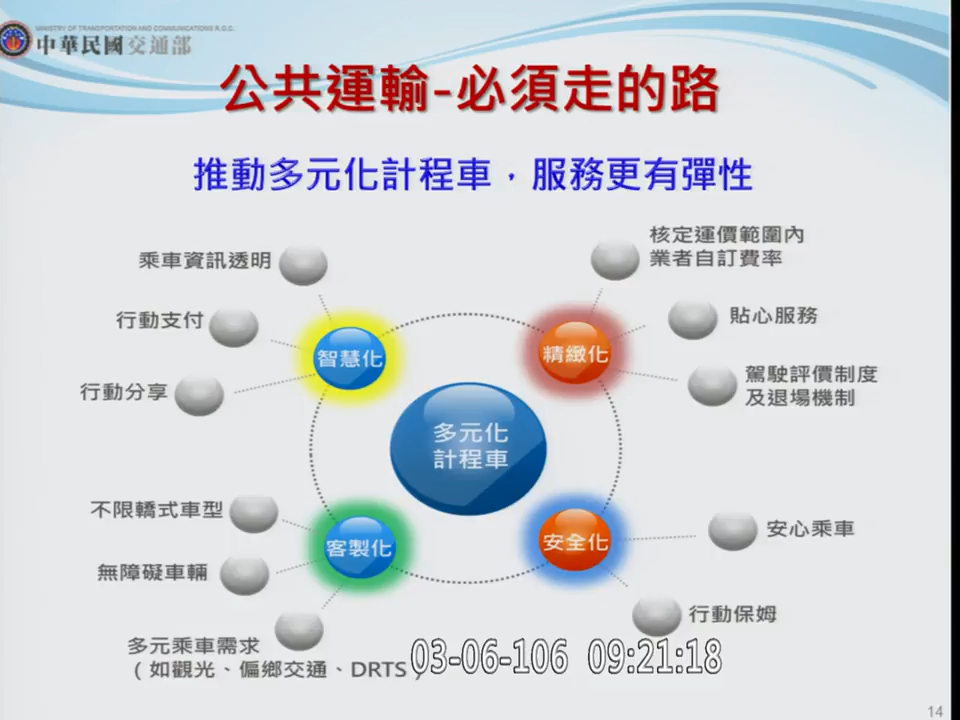 MINISTRY OF TRANSPORTATION AND COMMUNICATIONS R.O.C.
中華民國交通部
公共運輸-必須走的路
推動多元化計程車，服務更有彈性
乘車資訊透明
行動支付
行動分享
智慧化
核定運價範圍內
業者自訂費率
貼心服務
駕駛評價制度
及退場機制
精緻化
多元化
計程車
不限轎式車型
無障礙車輛
多元乘車需求
（如觀光、偏鄉交通、DRTS）
客製化
安全化
安心乘車
行動保姆
03-06-106 09:21:18
14